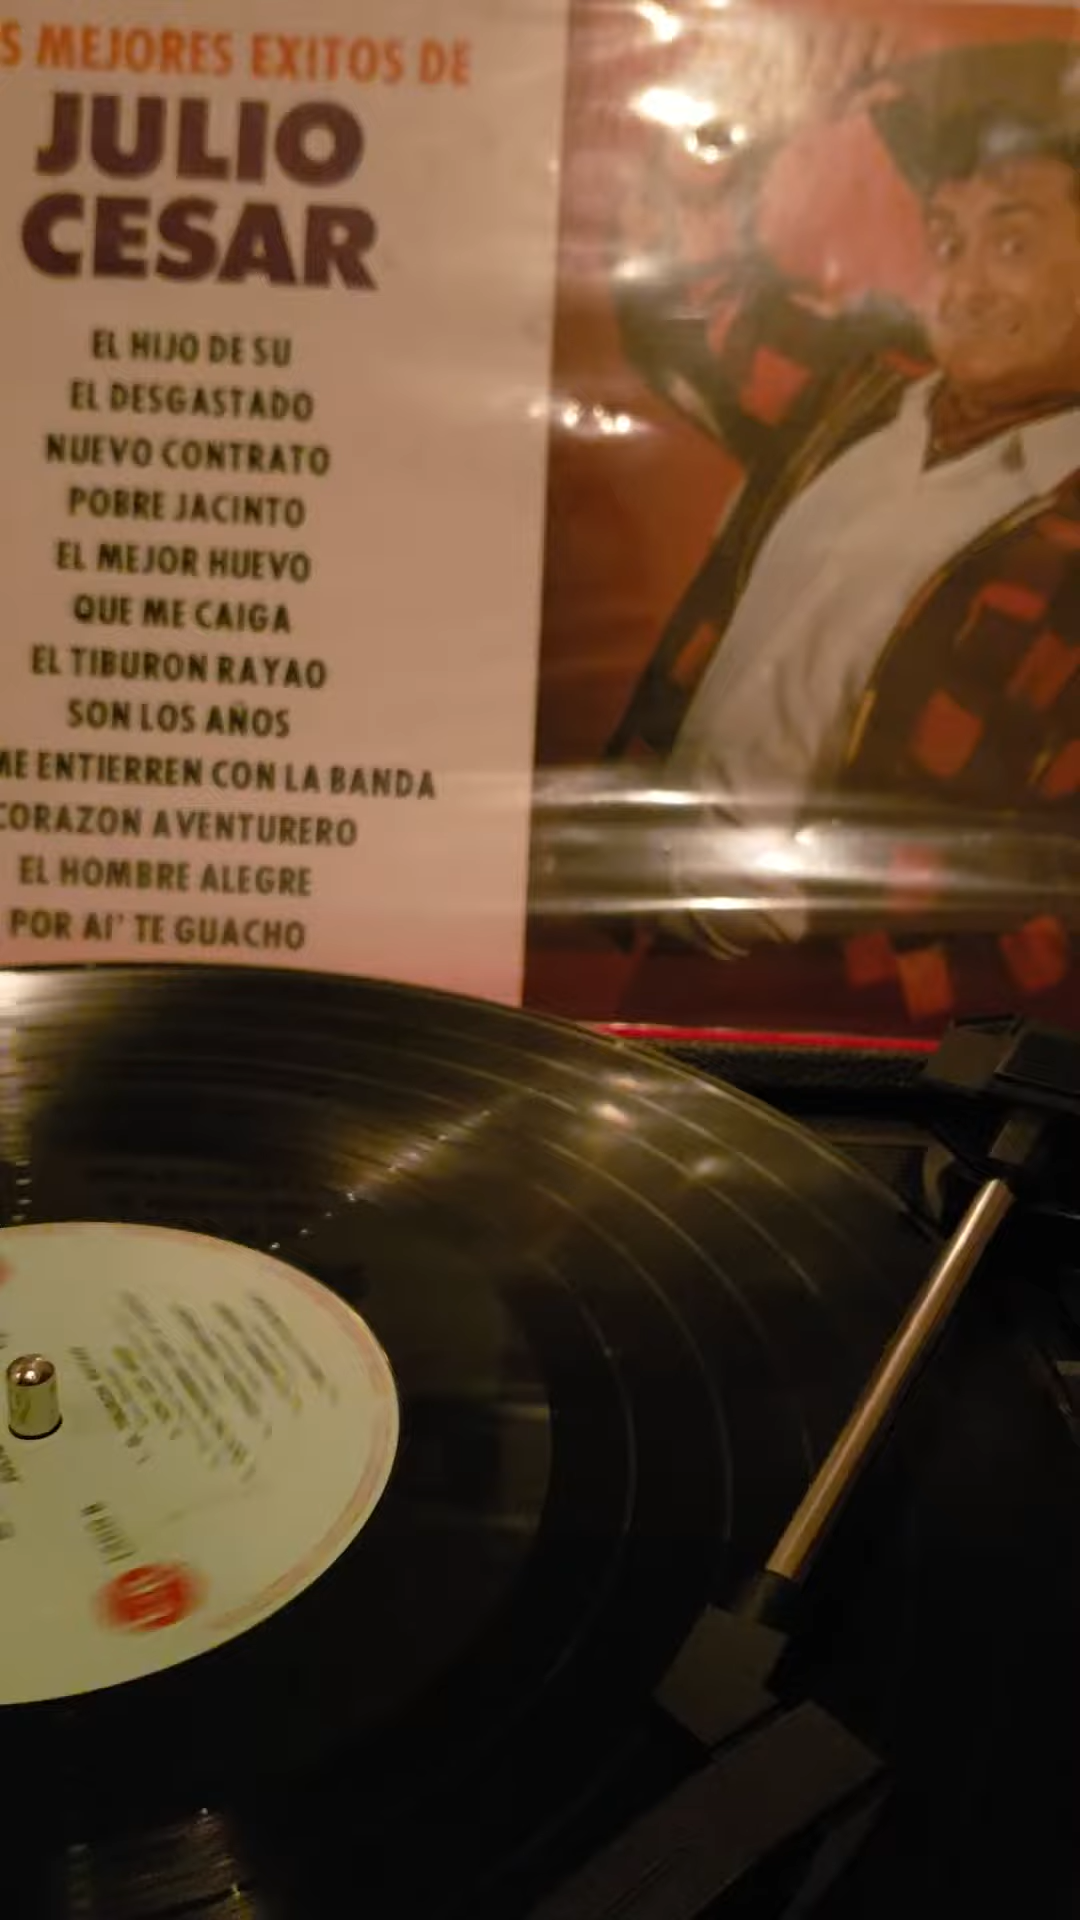 S MEJORES EXITOS DE
JULIO
CESAR
EL HIJO DE SU
EL DESGASTADO
NUEVO CONTRATO
POBRE JACINTO
EL MEJOR HUEVO
QUE ME CAIGA
EL TIBURON RAYAO
SON LOS AÑOS
ME ENTIERREN CON LA BANDA
CORAZON AVENTURERO
EL HOMBRE ALEGRE
POR AI' TE GUACHO